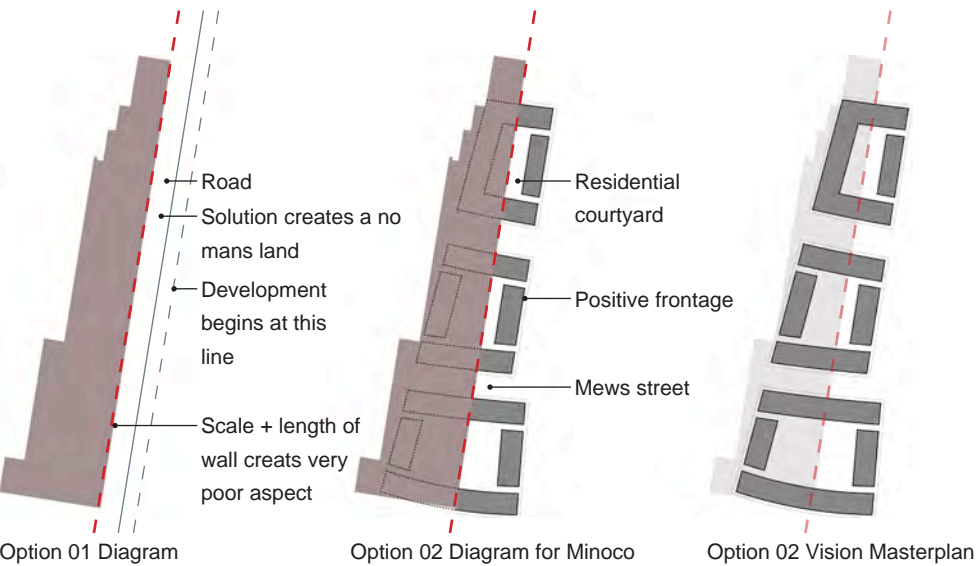 Road
Solution creates a no
mans land
Development
begins at this
line
Scale + length of
wall creats very
poor aspect
Option 01 Diagram
Residential
courtyard
Positive frontage
Mews street
Option 02 Diagram for Minoco
Option 02 Vision Masterplan